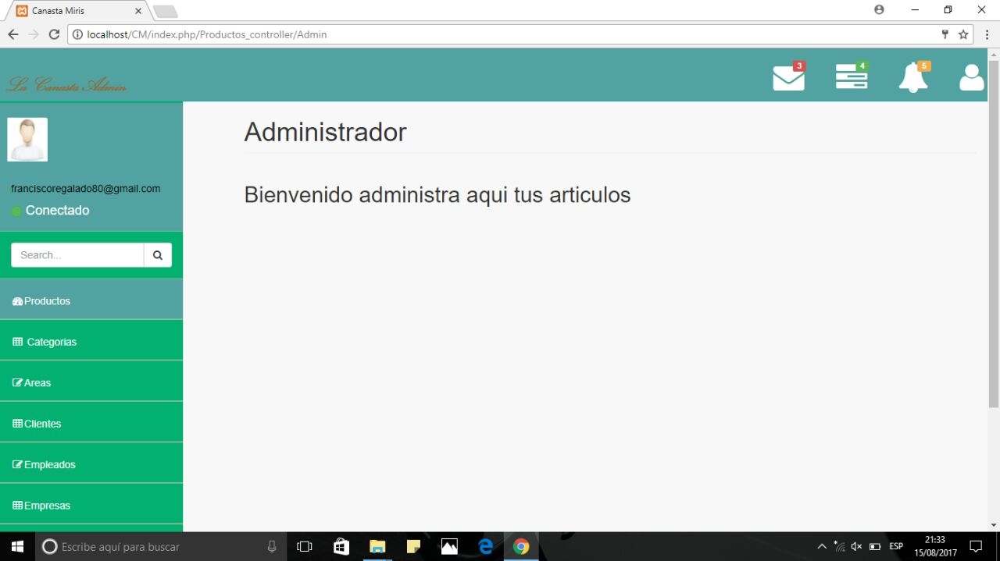 Canasta Miris
localhost/CM/index.php/Productos_controller/Admin
La Canasta Admin
3
4
5
Administrador
Bienvenido administra aqui tus articulos
franciscoregalado80@gmail.com
Conectado
Search...
Productos
Categorias
Areas
Clientes
Empleados
Empresas
Escribe aquí para buscar
ESP
21:33
15/08/2017